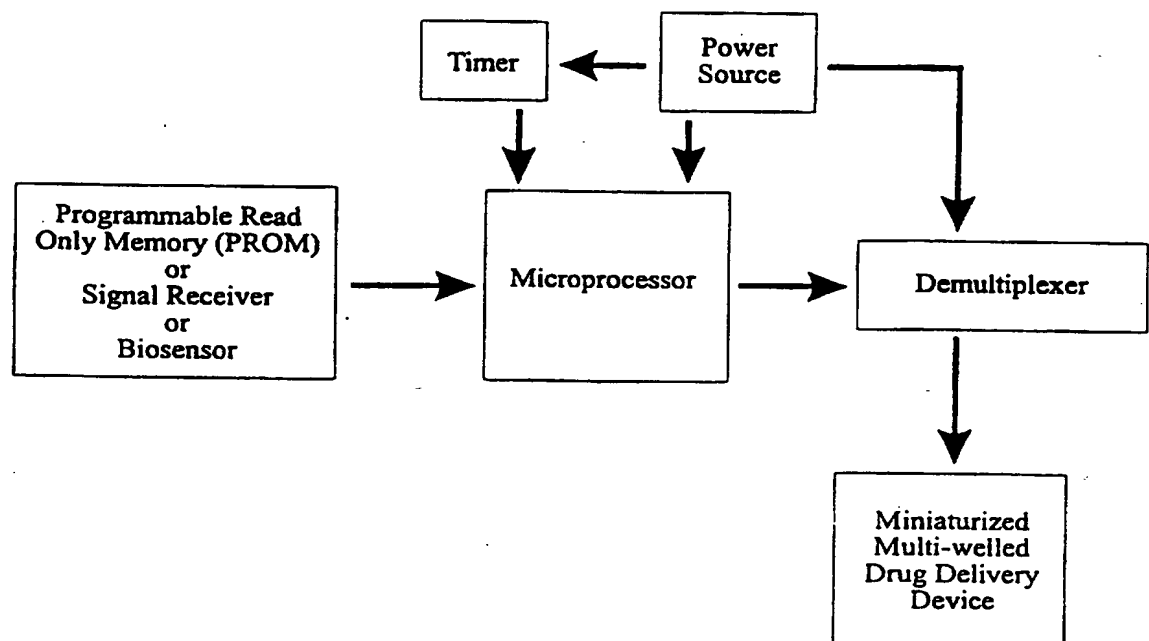 Timer
Power
Source
Programmable Read
Only Memory (PROM)
or
Signal Receiver
or
Biosensor
Microprocessor
Demultiplexer
Miniaturized
Multi-welled
Drug Delivery
Device